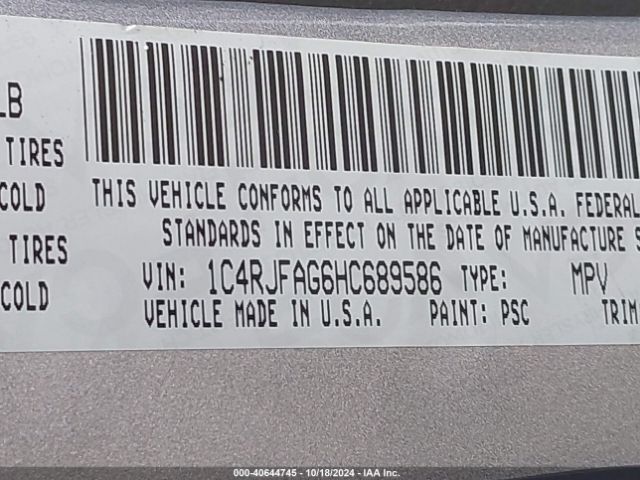 LB
TIRES
COLD
TIRES
COLD
THIS VEHICLE CONFORMS TO ALL APPLICABLE U.S.A. FEDERAL
STANDARDS IN EFFECT ON THE DATE OF MANUFACTURE S
VIN: 1C4RJFAG6HC689586 TYPE: MPV
VEHICLE MADE IN U.S.A. PAINT: PSC TRIM
000-40644745 - 10/18/2024 - IAA Inc.